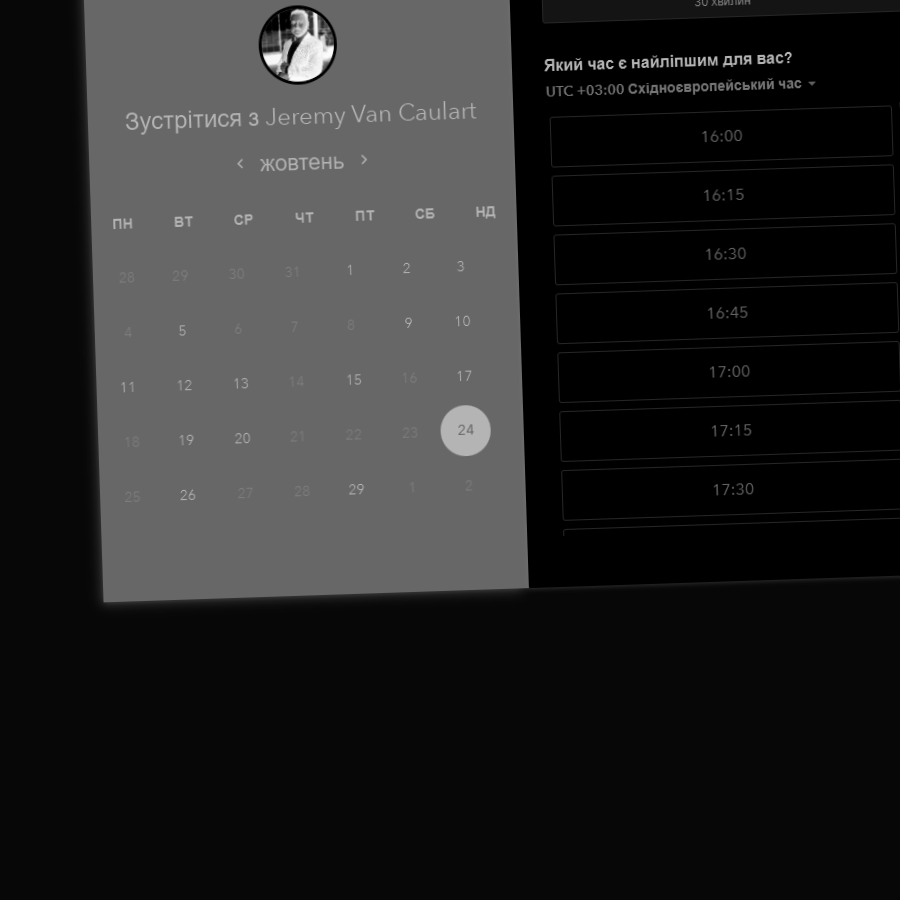 30 хвилин
Зустрітися з Jeremy Van Caulart
жовтень
ПН ВТ СР ЧТ ПТ СБ НД
28 29 30 31 1 2 3
4 5 6 7 8 9 10
11 12 13 14 15 16 17
18 19 20 21 22 23 24
25 26 27 28 29 1 2
Який час є найліпшим для вас?
UTC +03:00 Східноєвропейський час
16:00
16:15
16:30
16:45
17:00
17:15
17:30